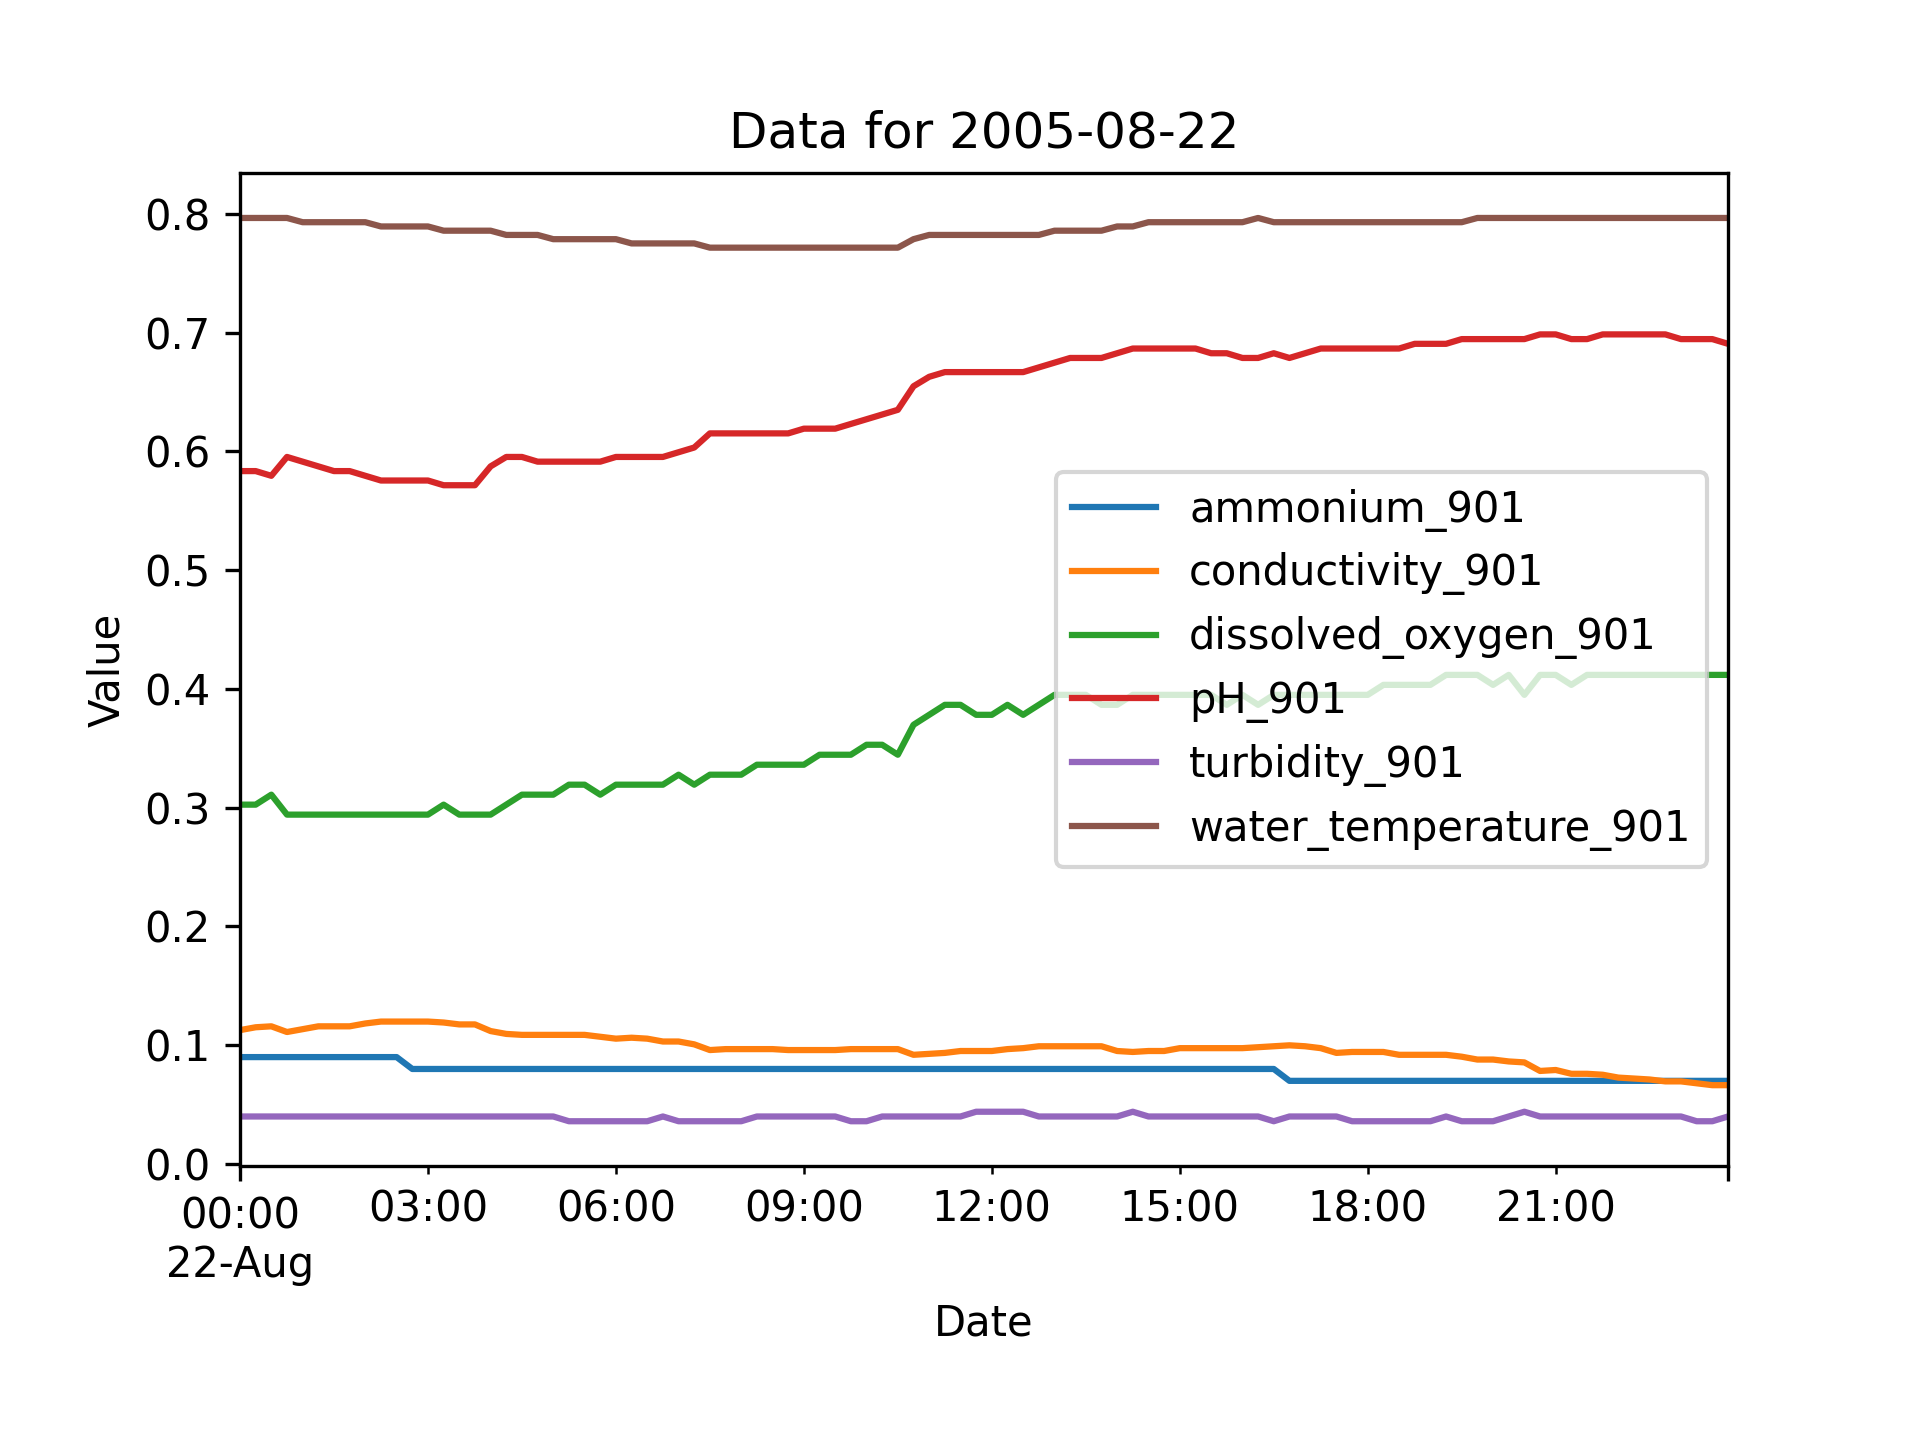 Data for 2005-08-22
0.8
0.7
0.6
0.5
0.4
0.3
0.2
0.1
0.0
Value
ammonium_901
conductivity_901
dissolved_oxygen_901
pH_901
turbidity_901
water_temperature_901
00:00 03:00 06:00 09:00 12:00 15:00 18:00 21:00
22-Aug
Date